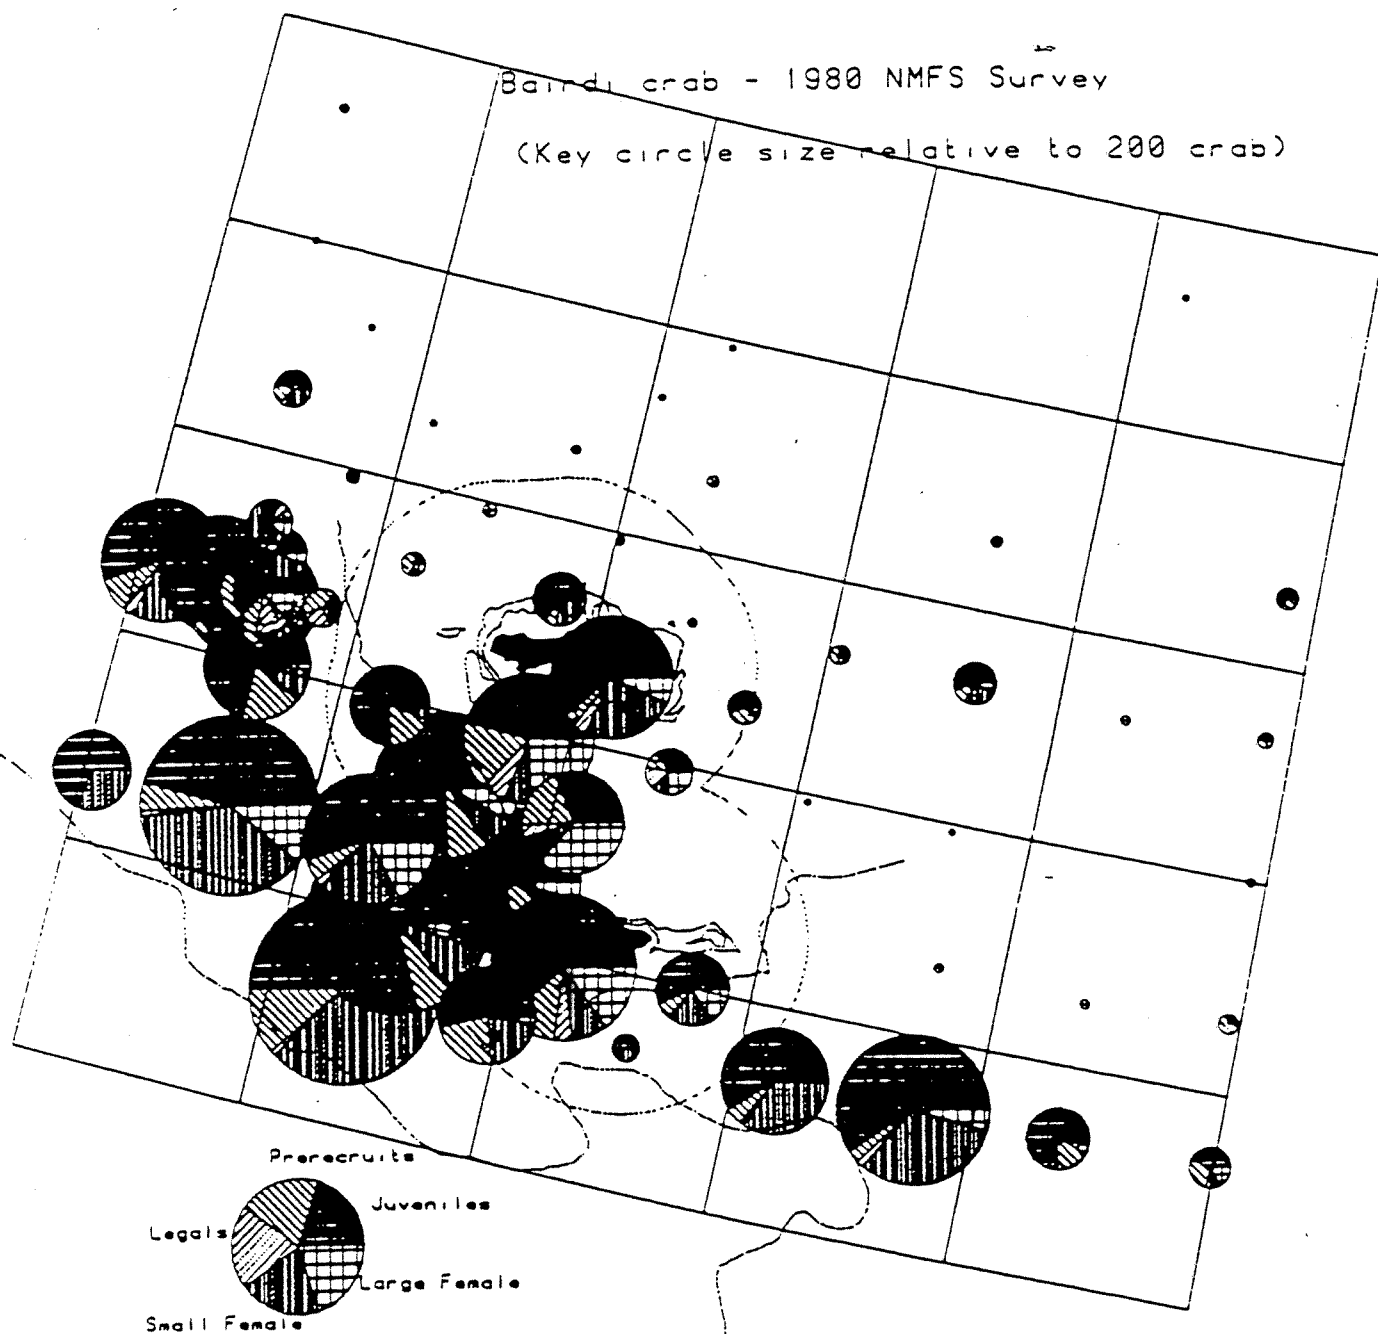 Bairdi crab - 1980 NMFS Survey
(Key circle size relative to 200 crab)
Prerecruits
Juveniles
Legals
Large Female
Small Female